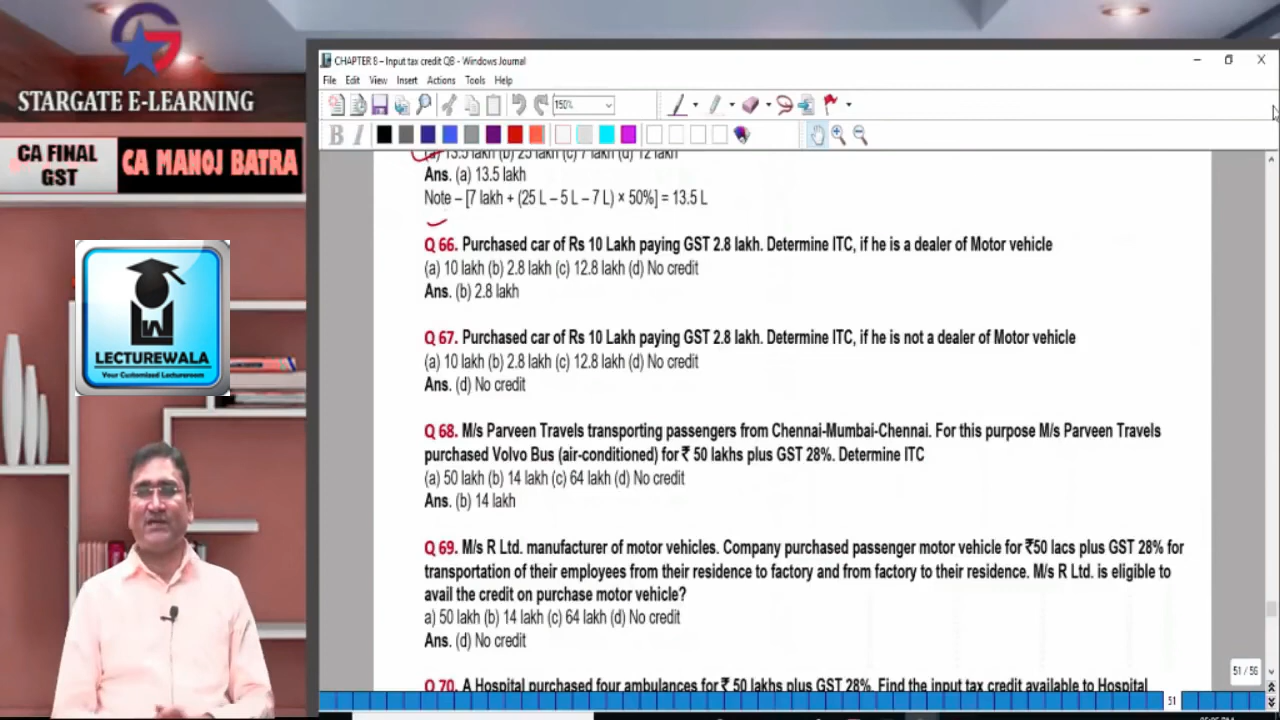 STARGATE E-LEARNING
CA FINAL
GST
CA MANOJ BATRA
LECTUREWALA
Your Customized Lectureroom
CHAPTER 8 – Input tax credit QB - Windows Journal
File Edit View Insert Actions Tools Help
150%
(a) 13.5 lakh (b) 25 lakh (c) 7 lakh (d) 12 lakh
Ans. (a) 13.5 lakh
Note – [7 lakh + (25 L – 5 L – 7 L) × 50%] = 13.5 L
Q 66. Purchased car of Rs 10 Lakh paying GST 2.8 lakh. Determine ITC, if he is a dealer of Motor vehicle
(a) 10 lakh (b) 2.8 lakh (c) 12.8 lakh (d) No credit
Ans. (b) 2.8 lakh
Q 67. Purchased car of Rs 10 Lakh paying GST 2.8 lakh. Determine ITC, if he is not a dealer of Motor vehicle
(a) 10 lakh (b) 2.8 lakh (c) 12.8 lakh (d) No credit
Ans. (d) No credit
Q 68. M/s Parveen Travels transporting passengers from Chennai-Mumbai-Chennai. For this purpose M/s Parveen Travels
purchased Volvo Bus (air-conditioned) for ₹ 50 lakhs plus GST 28%. Determine ITC
(a) 50 lakh (b) 14 lakh (c) 64 lakh (d) No credit
Ans. (b) 14 lakh
Q 69. M/s R Ltd. manufacturer of motor vehicles. Company purchased passenger motor vehicle for ₹50 lacs plus GST 28% for
transportation of their employees from their residence to factory and from factory to their residence. M/s R Ltd. is eligible to
avail the credit on purchase motor vehicle?
a) 50 lakh (b) 14 lakh (c) 64 lakh (d) No credit
Ans. (d) No credit
Q 70. A Hospital purchased four ambulances for ₹ 50 lakhs plus GST 28%. Find the input tax credit available to Hospital
51 / 56
51